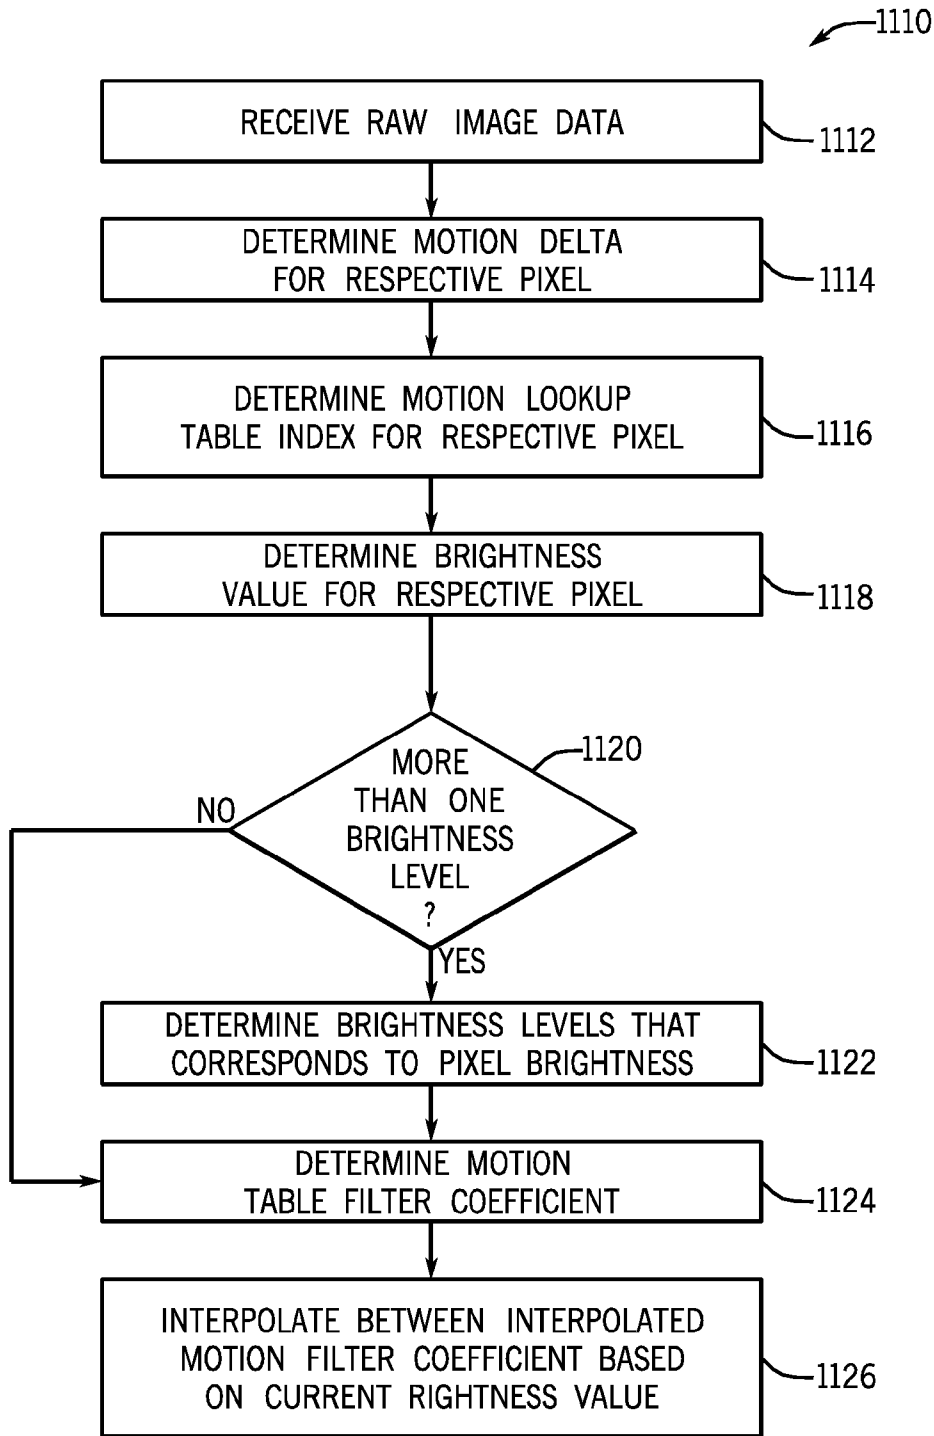 1110
RECEIVE RAW IMAGE DATA
1112
DETERMINE MOTION DELTA
FOR RESPECTIVE PIXEL
1114
DETERMINE MOTION LOOKUP
TABLE INDEX FOR RESPECTIVE PIXEL
1116
DETERMINE BRIGHTNESS
VALUE FOR RESPECTIVE PIXEL
1118
MORE
THAN ONE
BRIGHTNESS
LEVEL
?
1120
NO
YES
DETERMINE BRIGHTNESS LEVELS THAT
CORRESPONDS TO PIXEL BRIGHTNESS
1122
DETERMINE MOTION
TABLE FILTER COEFFICIENT
1124
INTERPOLATE BETWEEN INTERPOLATED
MOTION FILTER COEFFICIENT BASED
ON CURRENT RIGHTNESS VALUE
1126